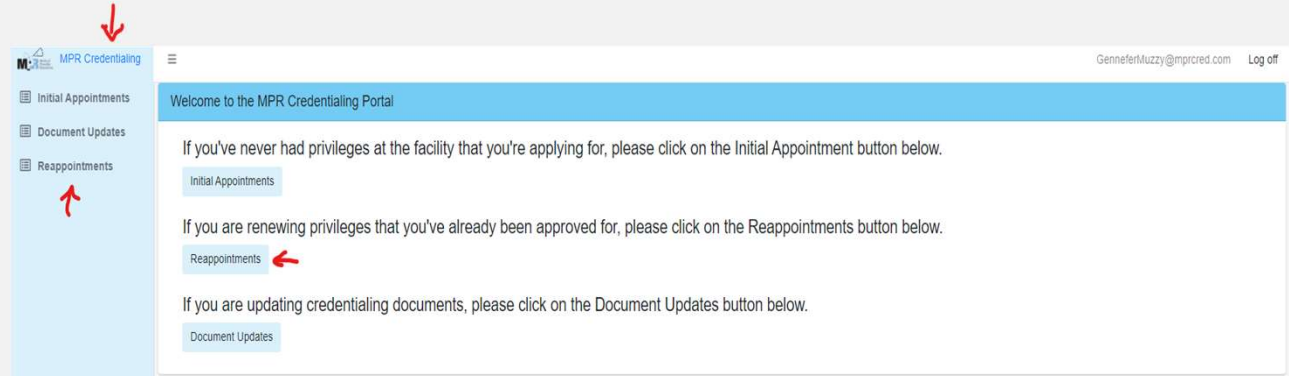 MPR Credentialing
GenneferMuzzy@mprcred.com Log off
Initial Appointments
Document Updates
Reappointments
Welcome to the MPR Credentialing Portal
If you've never had privileges at the facility that you're applying for, please click on the Initial Appointment button below.
Initial Appointments
If you are renewing privileges that you've already been approved for, please click on the Reappointments button below.
Reappointments
If you are updating credentialing documents, please click on the Document Updates button below.
Document Updates